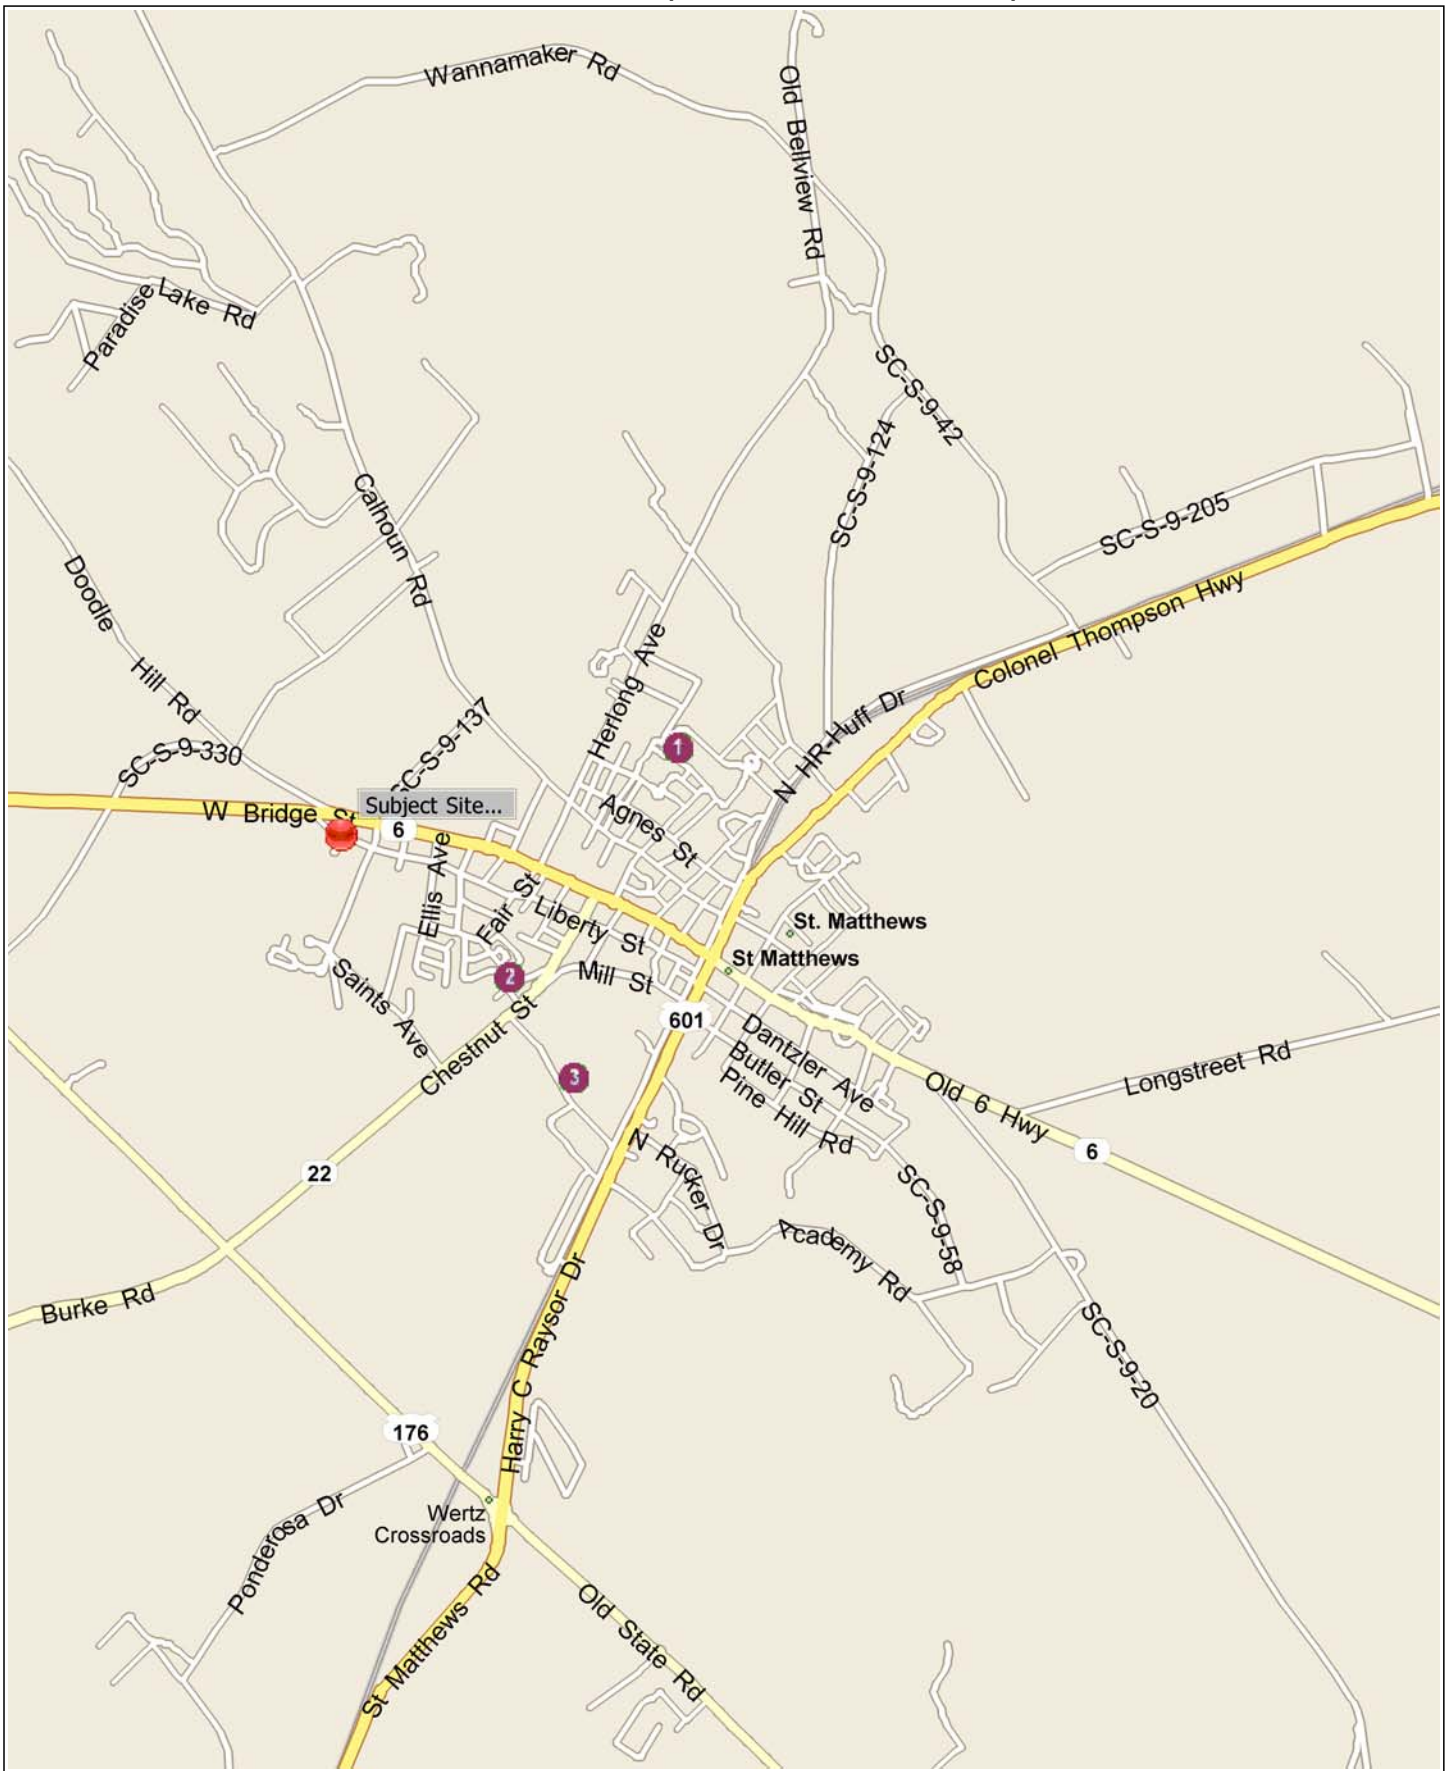 Wannamaker Rd
Old Bellview Rd
Paradise
Lake Rd
SC-S-9-42
SC-S-9-124
Calhoun Rd
SC-S-9-205
Doodle
Hill Rd
Colonel Thompson Hwy
Herlong Ave
N HR-Huff Dr
SC-S-9-137
SC-S-9-330
1
W Bridge St
Subject Site...
6
Agnes St
Ellis Ave
Fair St
Liberty St
St. Matthews
St Matthews
2
Mill St
Saints Ave
Chestnut St
601
Dantzler Ave
Butler St
Pine Hill Rd
3
Old 6 Hwy
Longstreet Rd
6
N Rucker Dr
22
SC-S-9-58
Academy Rd
Burke Rd
Harry C Raysor Dr
SC-S-9-20
176
Wertz
Crossroads
Ponderosa Dr
St Matthews Rd
Old State Rd